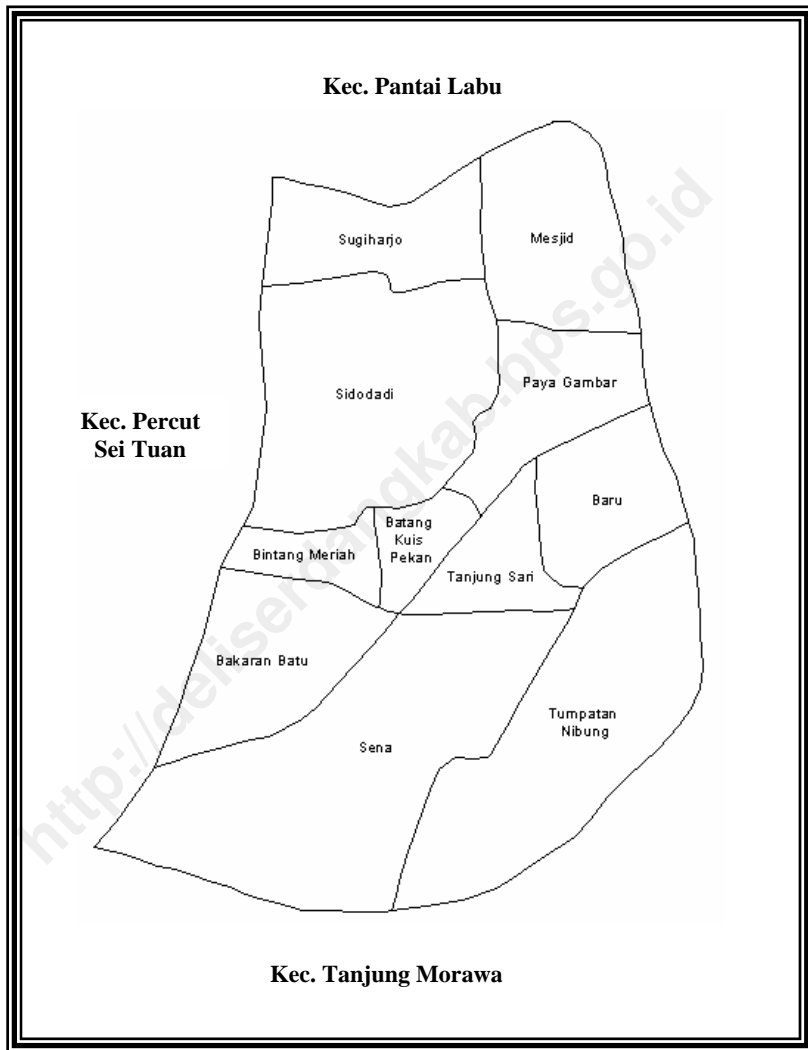 Kec. Pantai Labu
Sugiharjo
Mesjid
Sidodadi
Paya Gambar
Kec. Percut
Sei Tuan
Baru
Batang
Kuis
Pekan
Bintang Meriah
Tanjung Sari
Bakaran Batu
Tumpatan
Nibung
Sena
Kec. Tanjung Morawa
http://deliserdangkab.bps.go.id